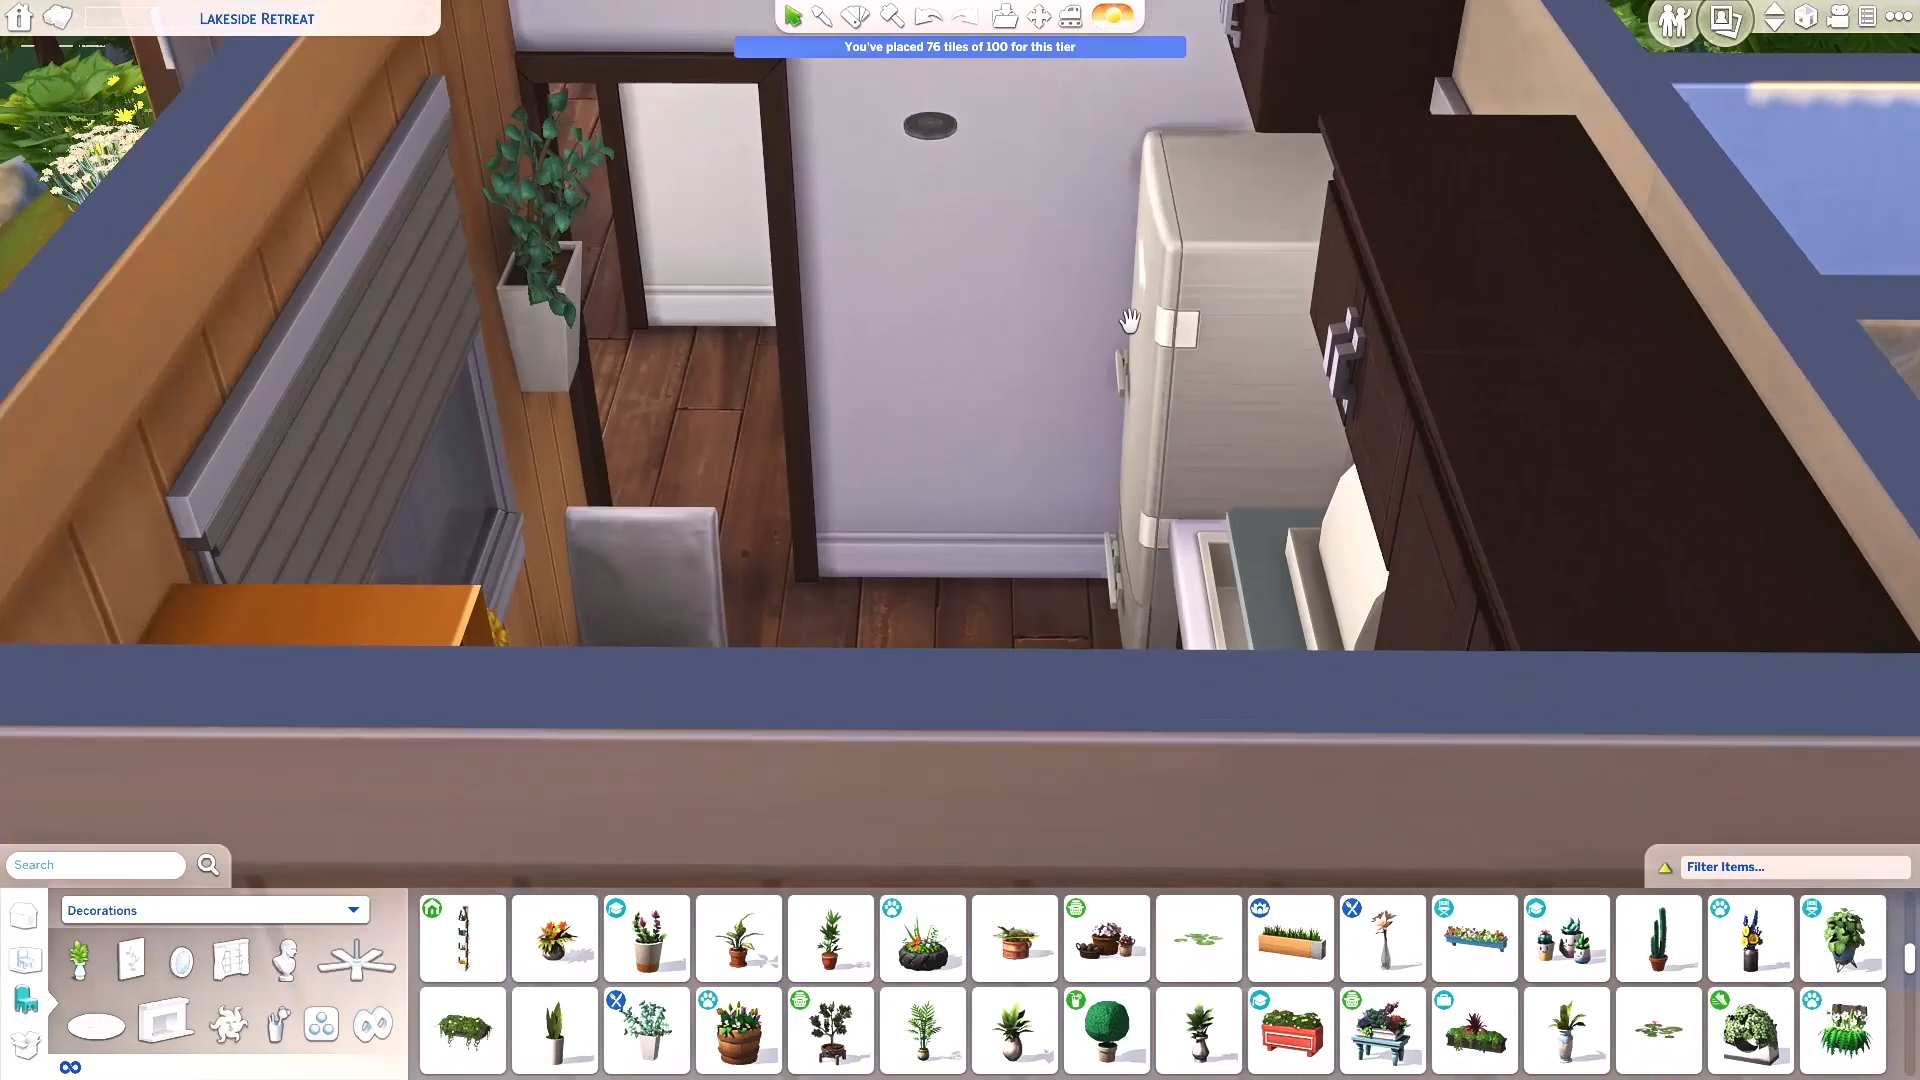 LAKESIDE RETREAT
You've placed 76 tiles of 100 for this tier
Search
Filter Items...
Decorations